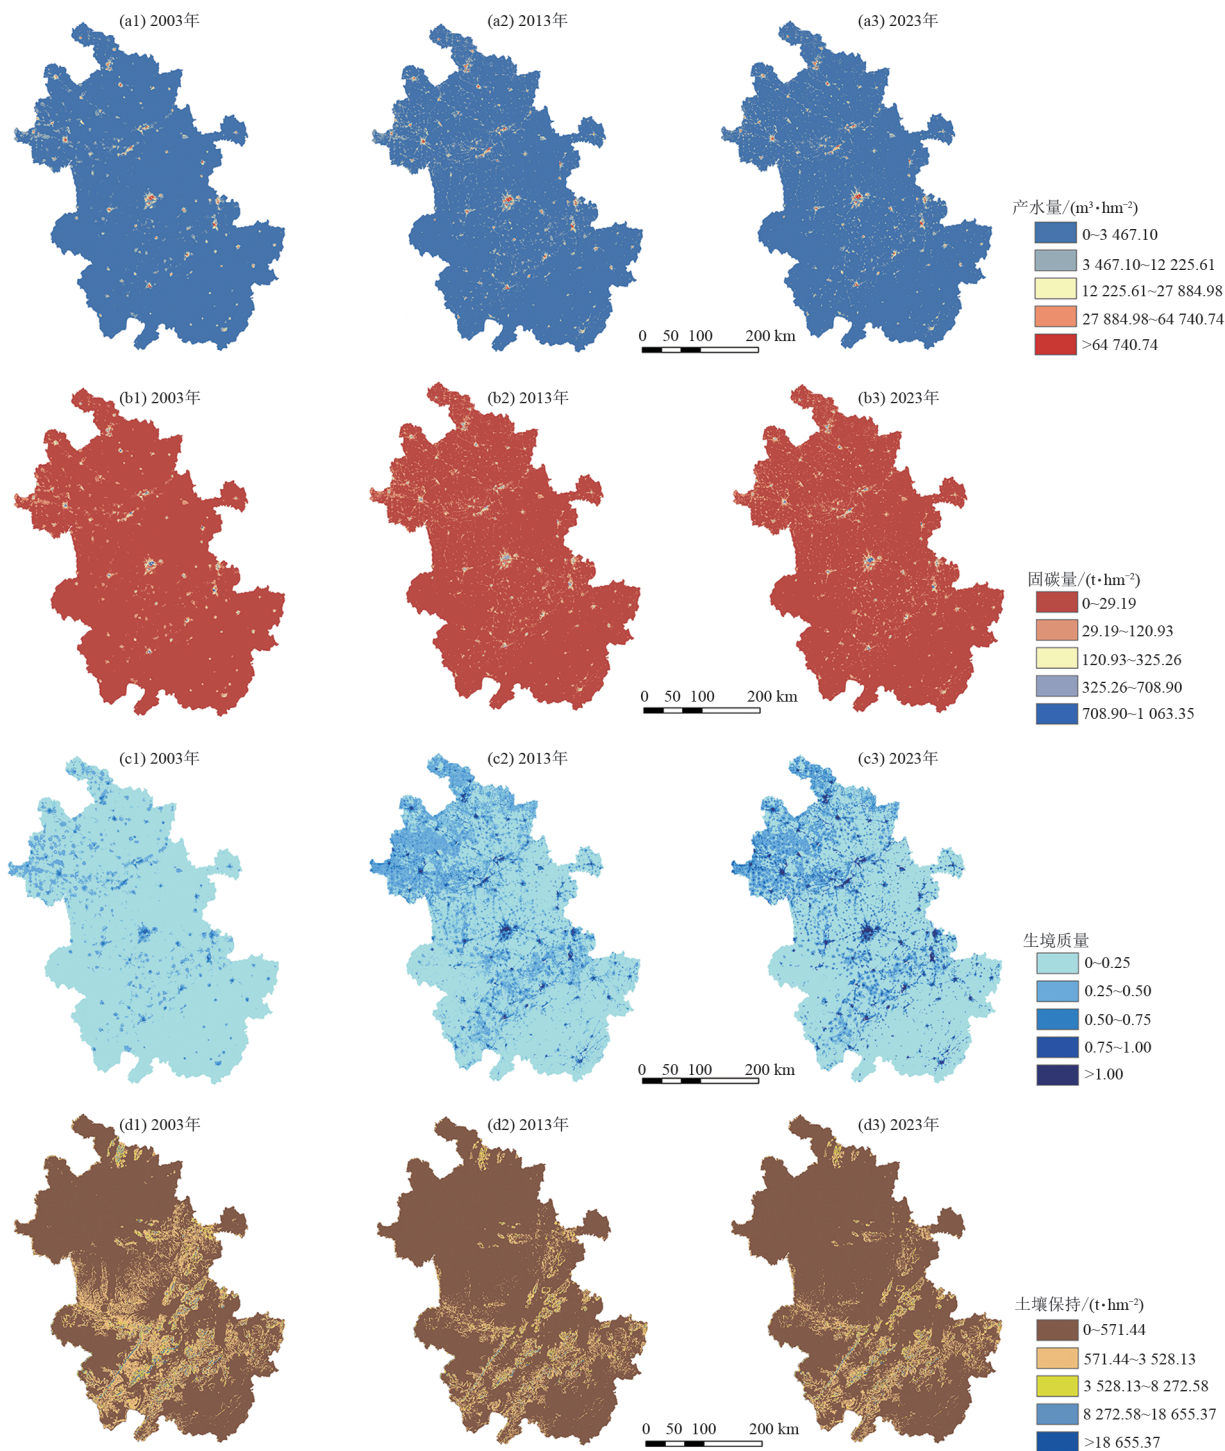 (a1) 2003年
(a2) 2013年
(a3) 2023年
产水量/(m³·hm⁻²)
0~3 467.10
3 467.10~12 225.61
12 225.61~27 884.98
27 884.98~64 740.74
>64 740.74
0 50 100 200 km
(b1) 2003年
(b2) 2013年
(b3) 2023年
固碳量/(t·hm⁻²)
0~29.19
29.19~120.93
120.93~325.26
325.26~708.90
708.90~1 063.35
0 50 100 200 km
(c1) 2003年
(c2) 2013年
(c3) 2023年
生境质量
0~0.25
0.25~0.50
0.50~0.75
0.75~1.00
>1.00
0 50 100 200 km
(d1) 2003年
(d2) 2013年
(d3) 2023年
土壤保持/(t·hm⁻²)
0~571.44
571.44~3 528.13
3 528.13~8 272.58
8 272.58~18 655.37
>18 655.37
0 50 100 200 km